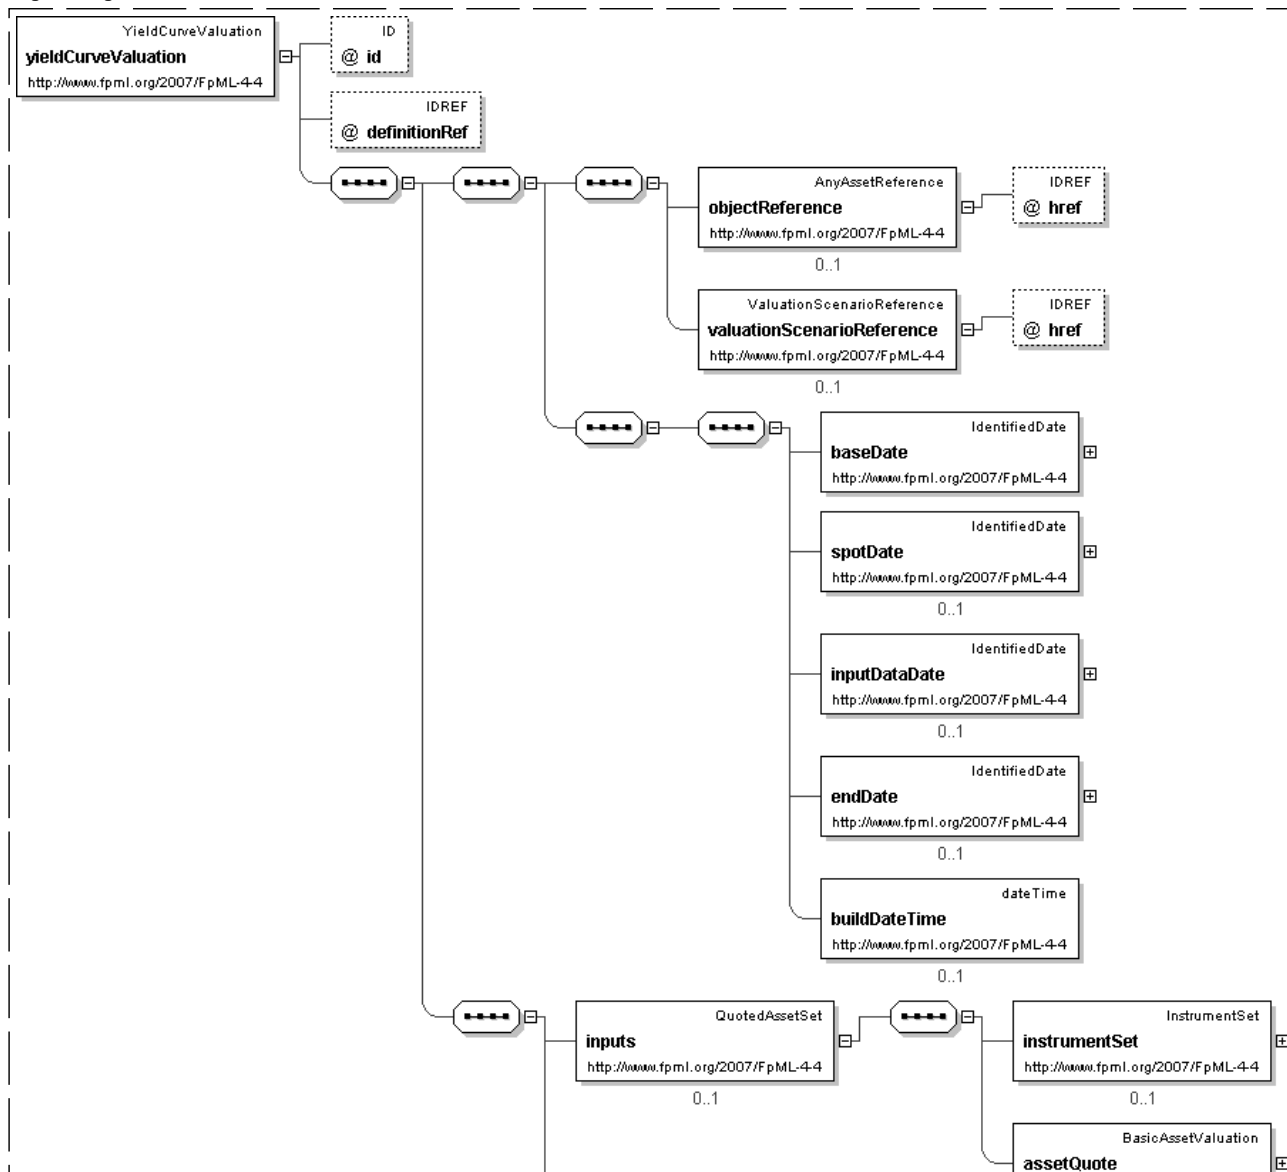 YieldCurveValuation
yieldCurveValuation
http://www.fpml.org/2007/FpML-4-4
ID
@ id
IDREF
@ definitionRef
AnyAssetReference
objectReference
http://www.fpml.org/2007/FpML-4-4
0..1
IDREF
@ href
ValuationScenarioReference
valuationScenarioReference
http://www.fpml.org/2007/FpML-4-4
0..1
IDREF
@ href
IdentifiedDate
baseDate
http://www.fpml.org/2007/FpML-4-4
IdentifiedDate
spotDate
http://www.fpml.org/2007/FpML-4-4
0..1
IdentifiedDate
inputDataDate
http://www.fpml.org/2007/FpML-4-4
0..1
IdentifiedDate
endDate
http://www.fpml.org/2007/FpML-4-4
0..1
dateTime
buildDateTime
http://www.fpml.org/2007/FpML-4-4
0..1
QuotedAssetSet
inputs
http://www.fpml.org/2007/FpML-4-4
0..1
InstrumentSet
instrumentSet
http://www.fpml.org/2007/FpML-4-4
0..1
BasicAssetValuation
assetQuote